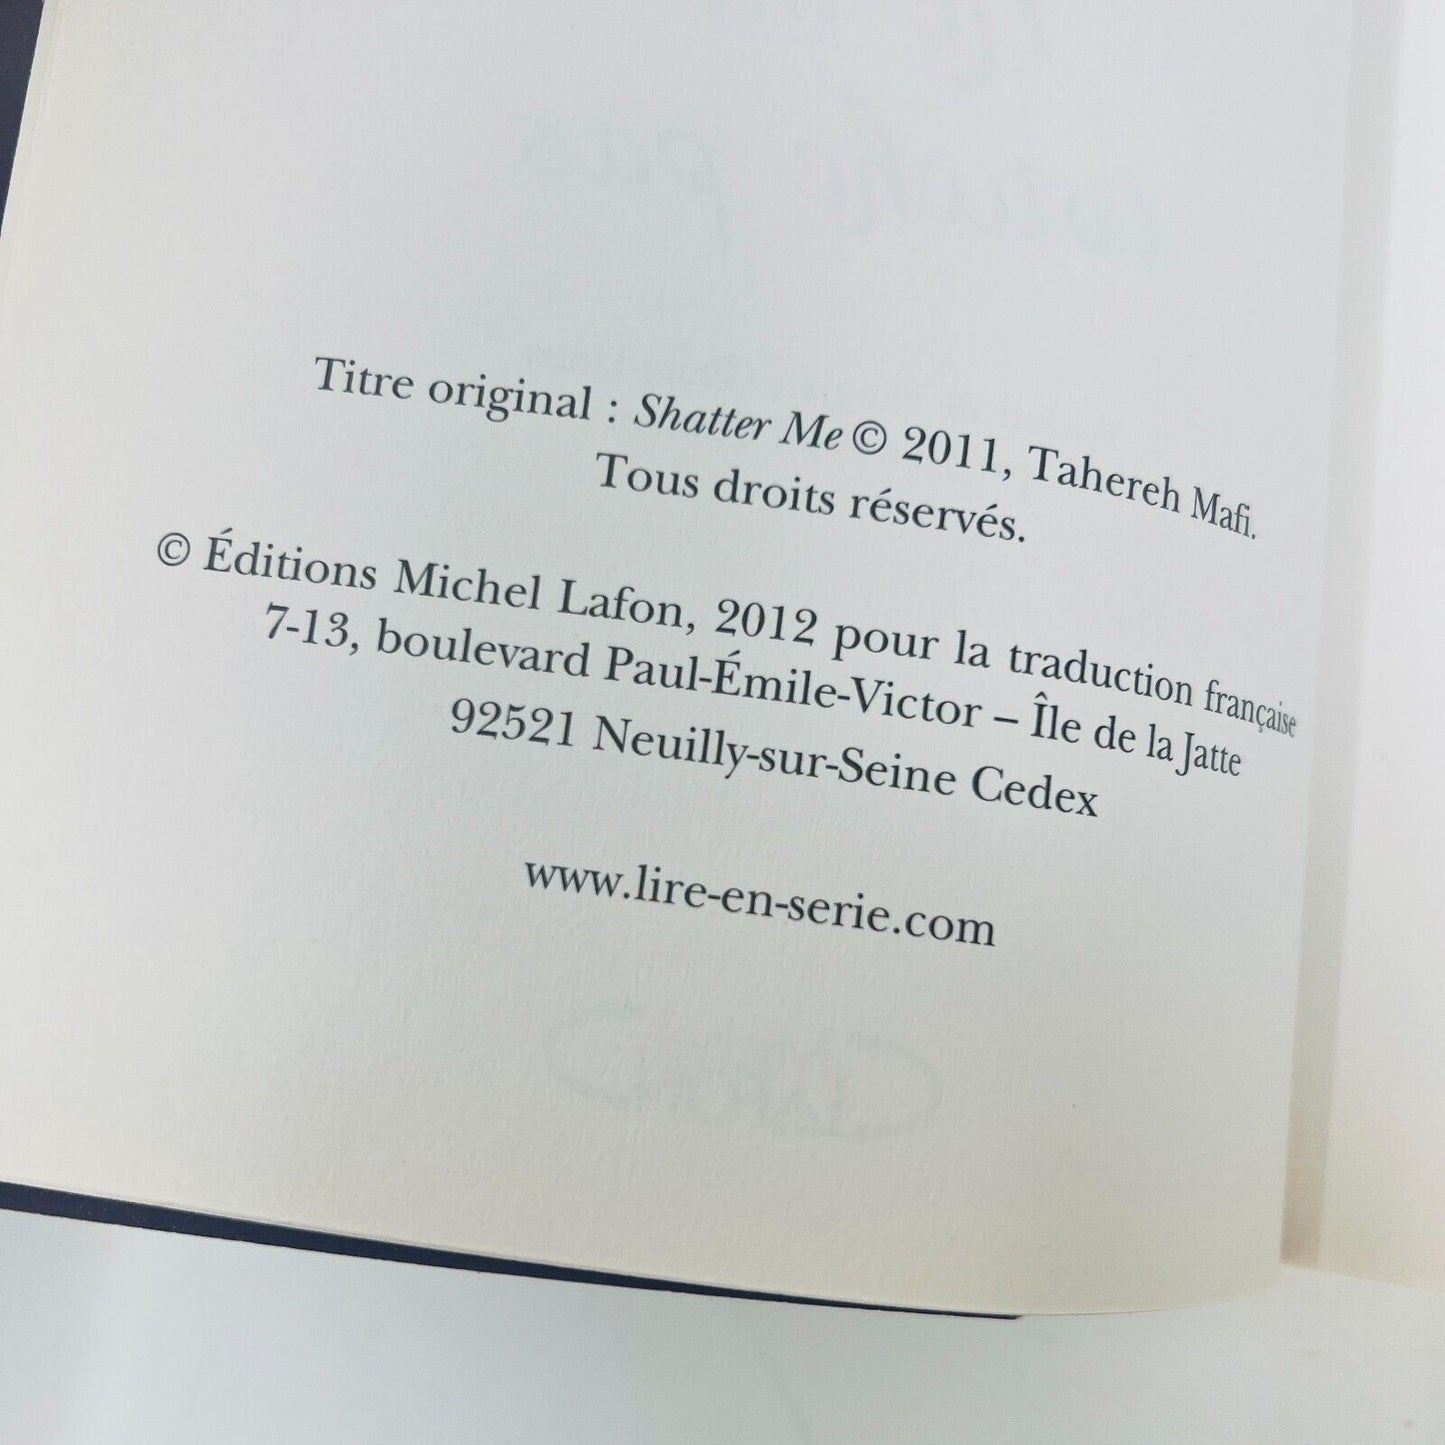 Titre original : Shatter Me © 2011, Tahereh Mafi.
Tous droits réservés.
© Éditions Michel Lafon, 2012 pour la traduction française
7-13, boulevard Paul-Émile-Victor – Île de la Jatte
92521 Neuilly-sur-Seine Cedex
www.lire-en-serie.com